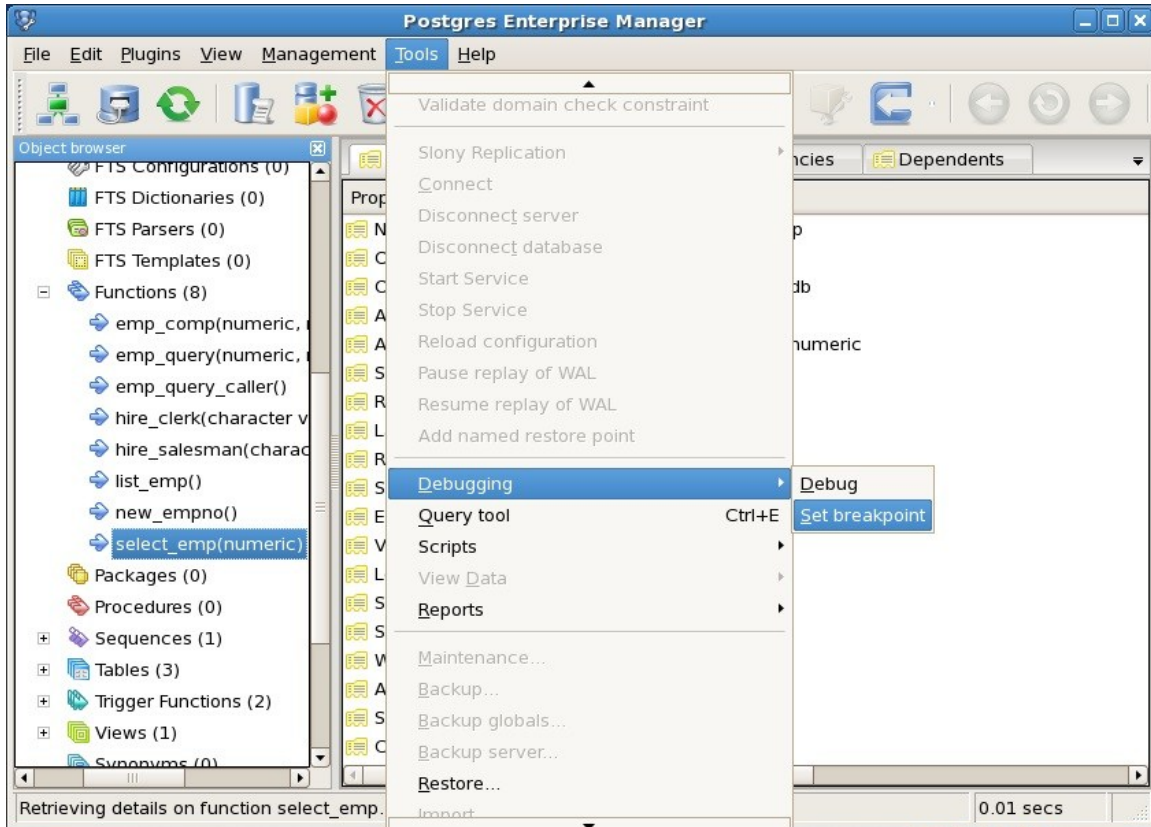 Postgres Enterprise Manager
File Edit Plugins View Management Tools Help
Object browser
FTS Configurations (0)
FTS Dictionaries (0)
FTS Parsers (0)
FTS Templates (0)
Functions (8)
emp_comp(numeric,
emp_query(numeric,
emp_query_caller()
hire_clerk(character v
hire_salesman(charac
list_emp()
new_empno()
select_emp(numeric)
Packages (0)
Procedures (0)
Sequences (1)
Tables (3)
Trigger Functions (2)
Views (1)
Synonyms (0)
Validate domain check constraint
Slony Replication
Connect
Disconnect server
Disconnect database
Start Service
Stop Service
Reload configuration
Pause replay of WAL
Resume replay of WAL
Add named restore point
Debugging
Query tool Ctrl+E
Scripts
View Data
Reports
Maintenance...
Backup...
Backup globals...
Backup server...
Restore...
Import
Debug
Set breakpoint
ncies Dependents
Prop
N p
O
O db
A
A numeric
S
R
L
R
S
E
V
L
S
S
W
A
S
C
Retrieving details on function select_emp. 0.01 secs